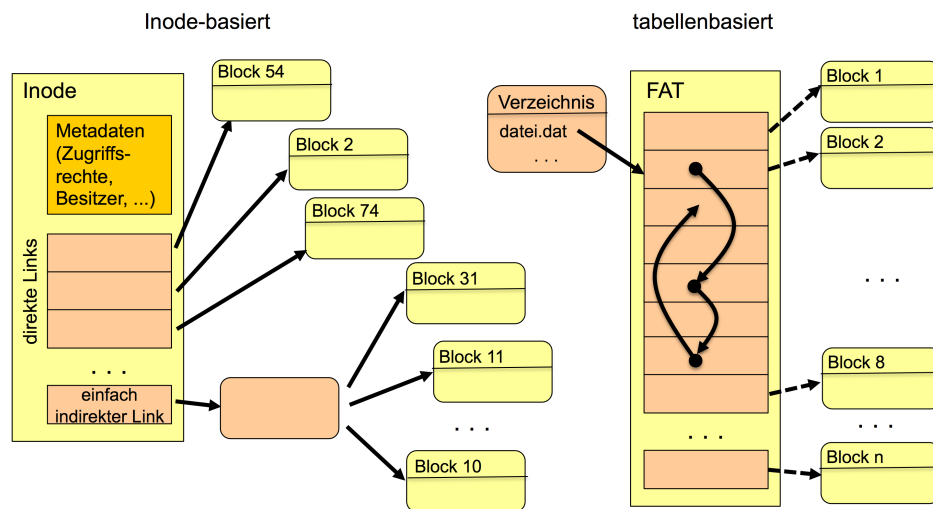 Inode-basiert
Inode
Metadaten
(Zugriffs-
rechte,
Besitzer, ...)
direkte Links
. . .
einfach
indirekter Link
Block 54
Block 2
Block 74
Block 31
Block 11
. . .
Block 10
tabellenbasiert
Verzeichnis
datei.dat
. . .
FAT
. . .
Block 1
Block 2
. . .
Block 8
. . .
Block n